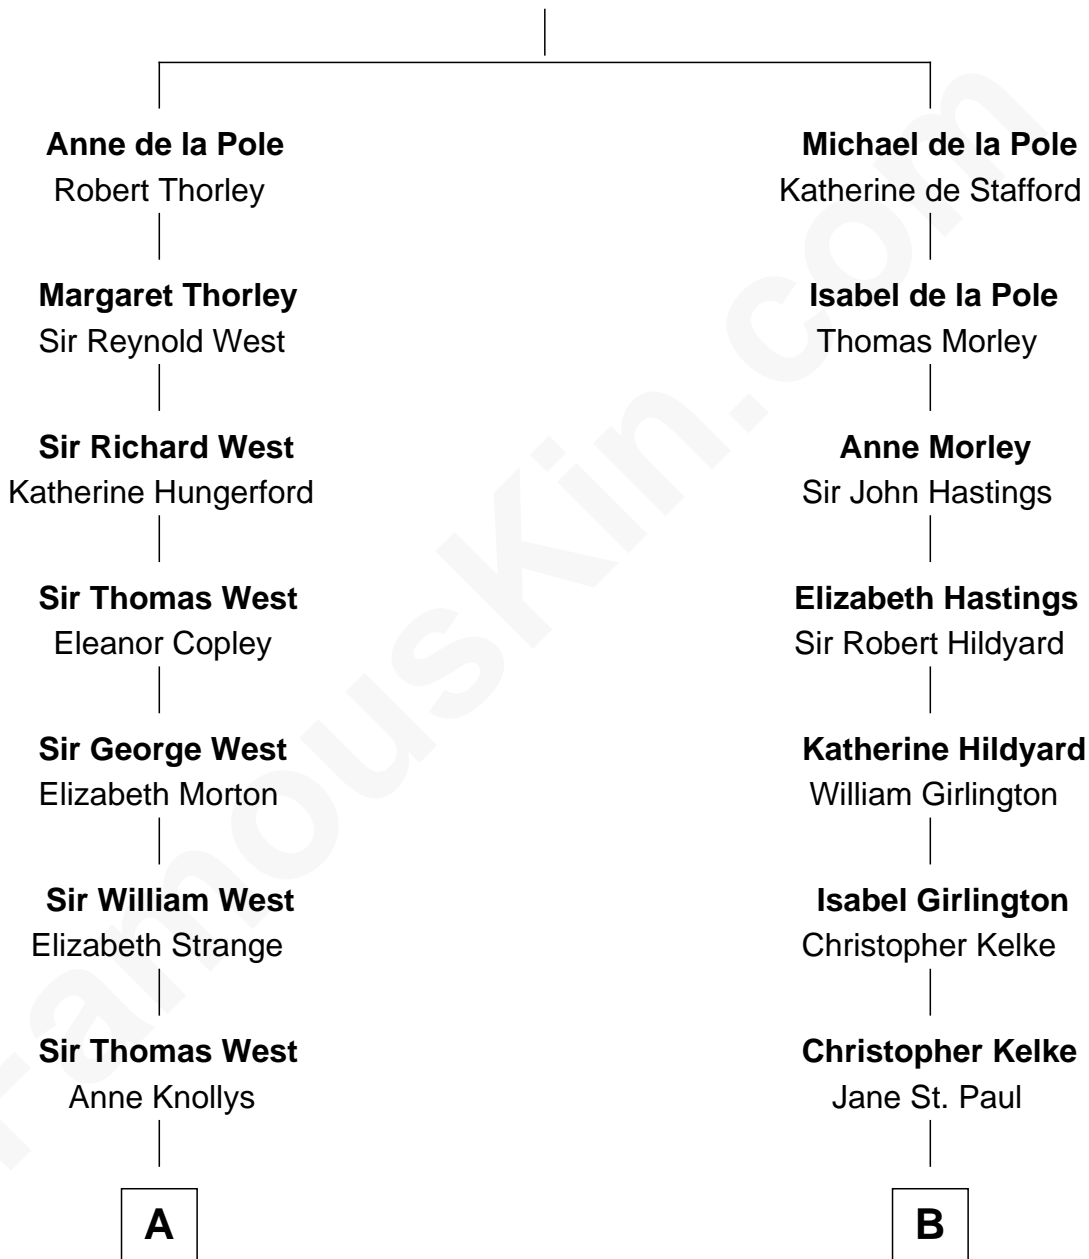 Anne de la Pole
Robert Thorley
Michael de la Pole
Katherine de Stafford
Margaret Thorley
Sir Reynold West
Isabel de la Pole
Thomas Morley
Sir Richard West
Katherine Hungerford
Anne Morley
Sir John Hastings
Sir Thomas West
Eleanor Copley
Elizabeth Hastings
Sir Robert Hildyard
Sir George West
Elizabeth Morton
Katherine Hildyard
William Girlington
Sir William West
Elizabeth Strange
Isabel Girlington
Christopher Kelke
Sir Thomas West
Anne Knollys
Christopher Kelke
Jane St. Paul
A
B
FamousKin.com